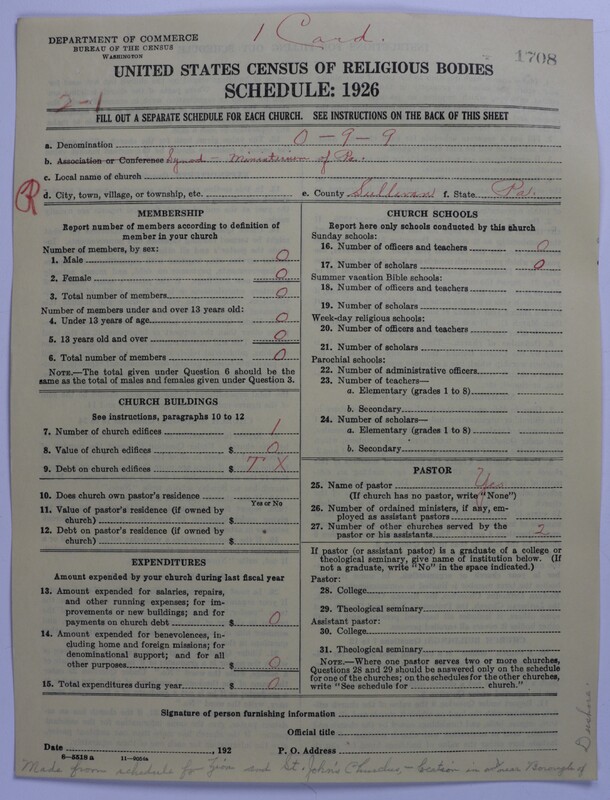 1 Card.
DEPARTMENT OF COMMERCE
BUREAU OF THE CENSUS
WASHINGTON
1708
UNITED STATES CENSUS OF RELIGIOUS BODIES
SCHEDULE: 1926
2-1
FILL OUT A SEPARATE SCHEDULE FOR EACH CHURCH. SEE INSTRUCTIONS ON THE BACK OF THIS SHEET
a. Denomination 0-9-9
b. Association or Conference Synod - Ministerium of Pa.
c. Local name of church
R d. City, town, village, or township, etc. e. County Sullivan f. State Pa.
MEMBERSHIP
Report number of members according to definition of
member in your church
Number of members, by sex:
1. Male 0
2. Female 0
3. Total number of members 0
Number of members under and over 13 years old:
4. Under 13 years of age 0
5. 13 years old and over 0
6. Total number of members 0
NOTE.—The total given under Question 6 should be
same as the total of males and females given under Question 3.
CHURCH BUILDINGS
See instructions, paragraphs 10 to 12
7. Number of church edifices 1
8. Value of church edifices $ 0
9. Debt on church edifices $ T X
10. Does church own pastor's residence
Yes or No
11. Value of pastor's residence (if owned by
church) $
12. Debt on pastor's residence (if owned by
church) $
EXPENDITURES
Amount expended by your church during last fiscal year
13. Amount expended for salaries, repairs,
and other running expenses; for im-
provements or new buildings; and for
payments on church debt $ 0
14. Amount expended for benevolences, in-
cluding home and foreign missions; for
denominational support; and for all
other purposes $ 0
15. Total expenditures during year $ 0
CHURCH SCHOOLS
Report here only schools conducted by this church
Sunday schools:
16. Number of officers and teachers 0
17. Number of scholars 0
Summer vacation Bible schools:
18. Number of officers and teachers
19. Number of scholars
Week-day religious schools:
20. Number of officers and teachers
21. Number of scholars
Parochial schools:
22. Number of administrative officers
23. Number of teachers—
a. Elementary (grades 1 to 8)
b. Secondary
24. Number of scholars—
a. Elementary (grades 1 to 8)
b. Secondary
PASTOR
25. Name of pastor Yes
(If church has no pastor, write "None")
26. Number of ordained ministers, if any, em-
ployed as assistant pastors
27. Number of other churches served by the
pastor or his assistants 2
If pastor (or assistant pastor) is a graduate of a college or
theological seminary, give name of institution below. (If
not a graduate, write "No" in the space indicated.)
Pastor:
28. College
29. Theological seminary
Assistant pastor:
30. College
31. Theological seminary
NOTE.—Where one pastor serves two or more churches,
Questions 28 and 29 should be answered only on the schedule
for one of the churches; on the schedules for the other churches,
write "See schedule for church."
Signature of person furnishing information
Official title
Date , 192 P. O. Address
6-5518 a 11-8054a
Made from schedule for Zion and St. John's Churches,- location in or near Borough of
Dushore.